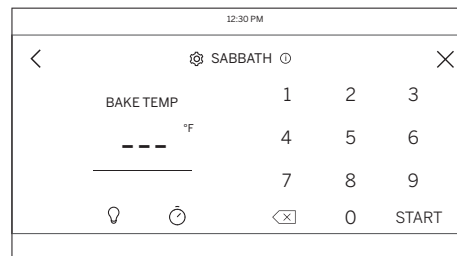 12:30 PM
SABBATH
BAKE TEMP
--- °F
1 2 3
4 5 6
7 8 9
0 START